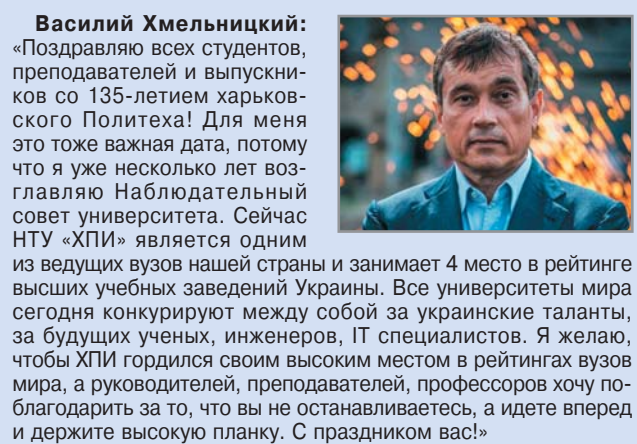 Василий Хмельницкий:
«Поздравляю всех студентов,
преподавателей и выпускни-
ков со 135-летием харьков-
ского Политеха! Для меня
это тоже важная дата, потому
что я уже несколько лет воз-
главляю Наблюдательный
совет университета. Сейчас
НТУ «ХПИ» является одним
из ведущих вузов нашей страны и занимает 4 место в рейтинге
высших учебных заведений Украины. Все университеты мира
сегодня конкурируют между собой за украинские таланты,
за будущих ученых, инженеров, IT специалистов. Я желаю,
чтобы ХПИ гордился своим высоким местом в рейтингах вузов
мира, а руководителей, преподавателей, профессоров хочу по-
благодарить за то, что вы не останавливаетесь, а идете вперед
и держите высокую планку. С праздником вас!»